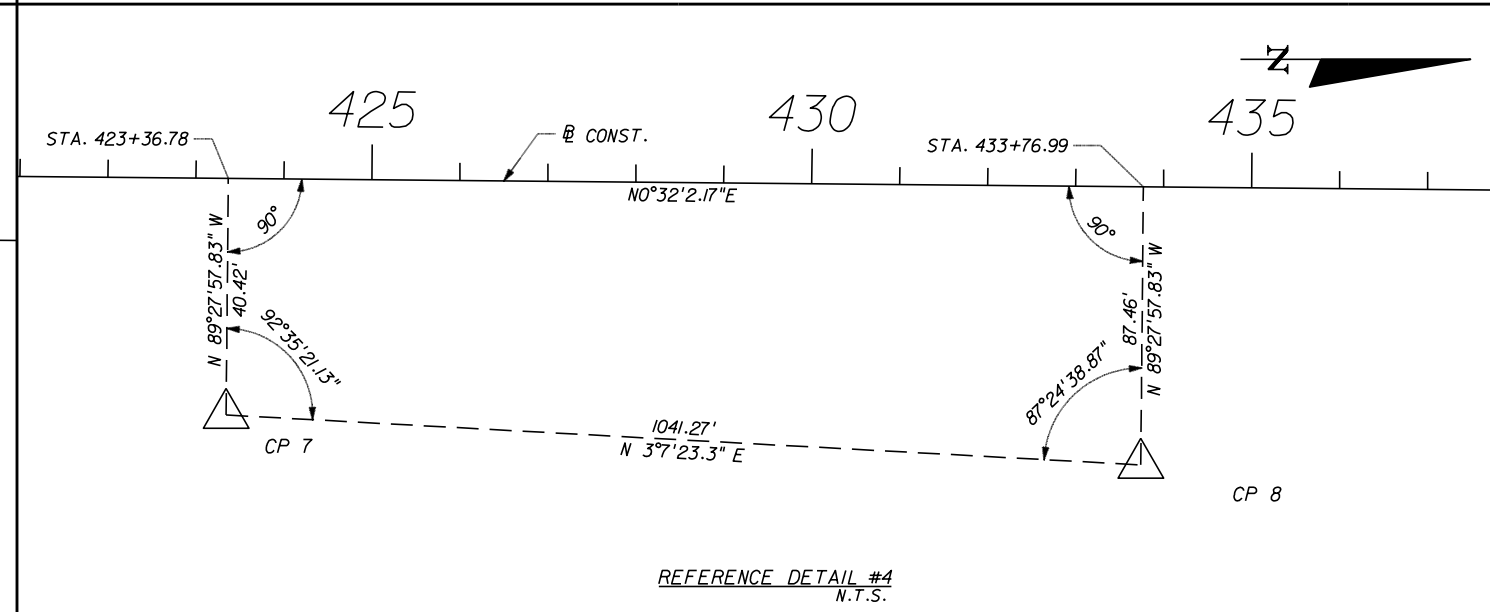 N
425
430
435
STA. 423+36.78
BL CONST.
STA. 433+76.99
N0°32'2.17"E
90°
90°
N 89°27'57.83" W
40.42'
87.46'
N 89°27'57.83" W
92°35'21.13"
87°24'38.87"
1041.27'
N 3°7'23.3" E
CP 7
CP 8
REFERENCE DETAIL #4
N.T.S.